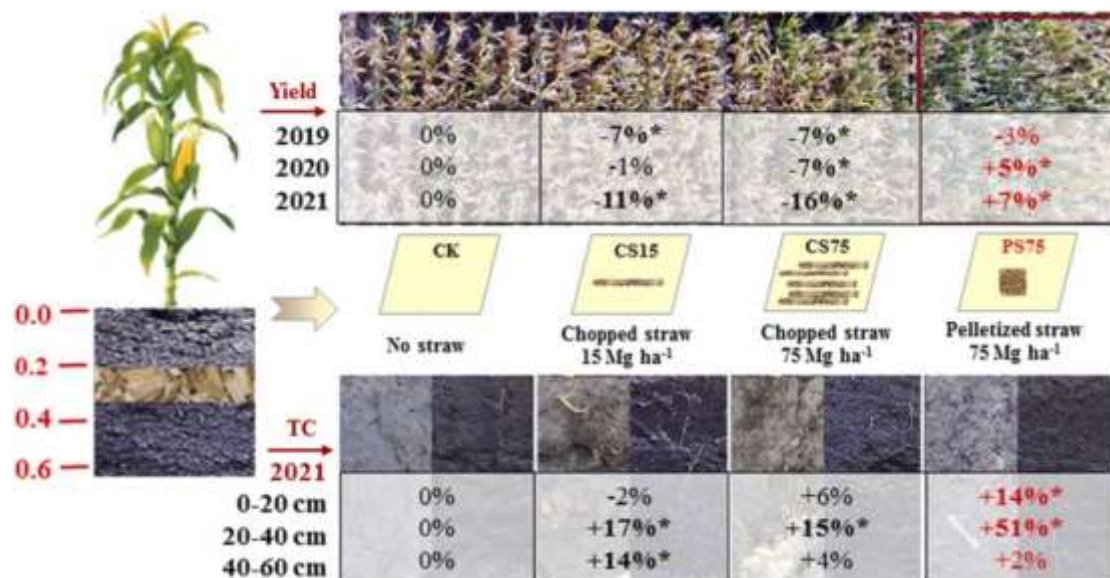 Yield
2019 0% -7%* -7%* -3%
2020 0% -1% -7%* +5%*
2021 0% -11%* -16%* +7%*
CK CS15 CS75 PS75
No straw
Chopped straw
15 Mg ha⁻¹
Chopped straw
75 Mg ha⁻¹
Pelletized straw
75 Mg ha⁻¹
0.0
0.2
0.4
0.6
TC
2021
0-20 cm 0% -2% +6% +14%*
20-40 cm 0% +17%* +15%* +51%*
40-60 cm 0% +14%* +4% +2%